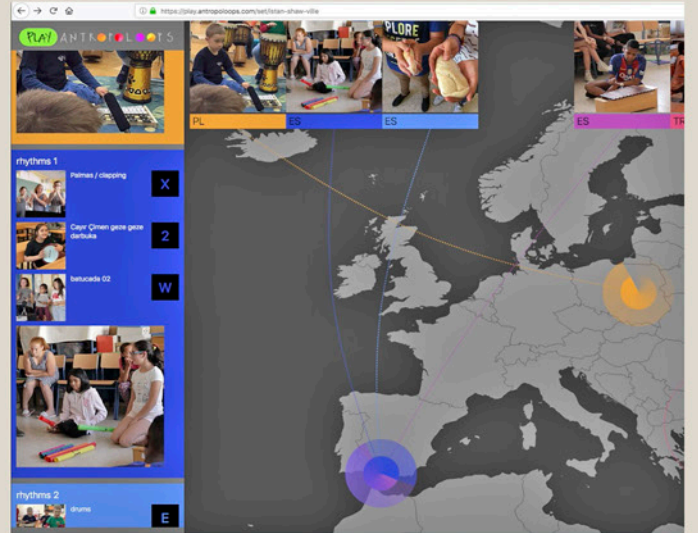 https://play.antropoloops.com/set/istan-shaw-ville
PLAY ANTROPOLOOPS
PL
ES
ES
ES
TR
rhythms 1
Palmas / clapping
X
Çayır Çimen geze geze
darbuka
2
batucada 02
W
rhythms 2
drums
E